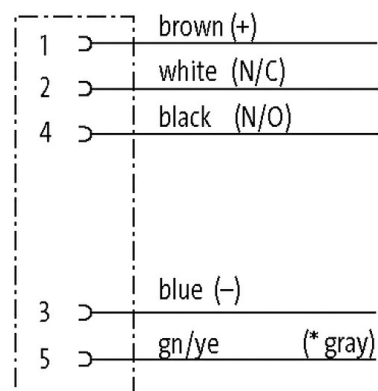 1 brown (+)
2 white (N/C)
4 black (N/O)
3 blue (–)
5 gn/ye (* gray)